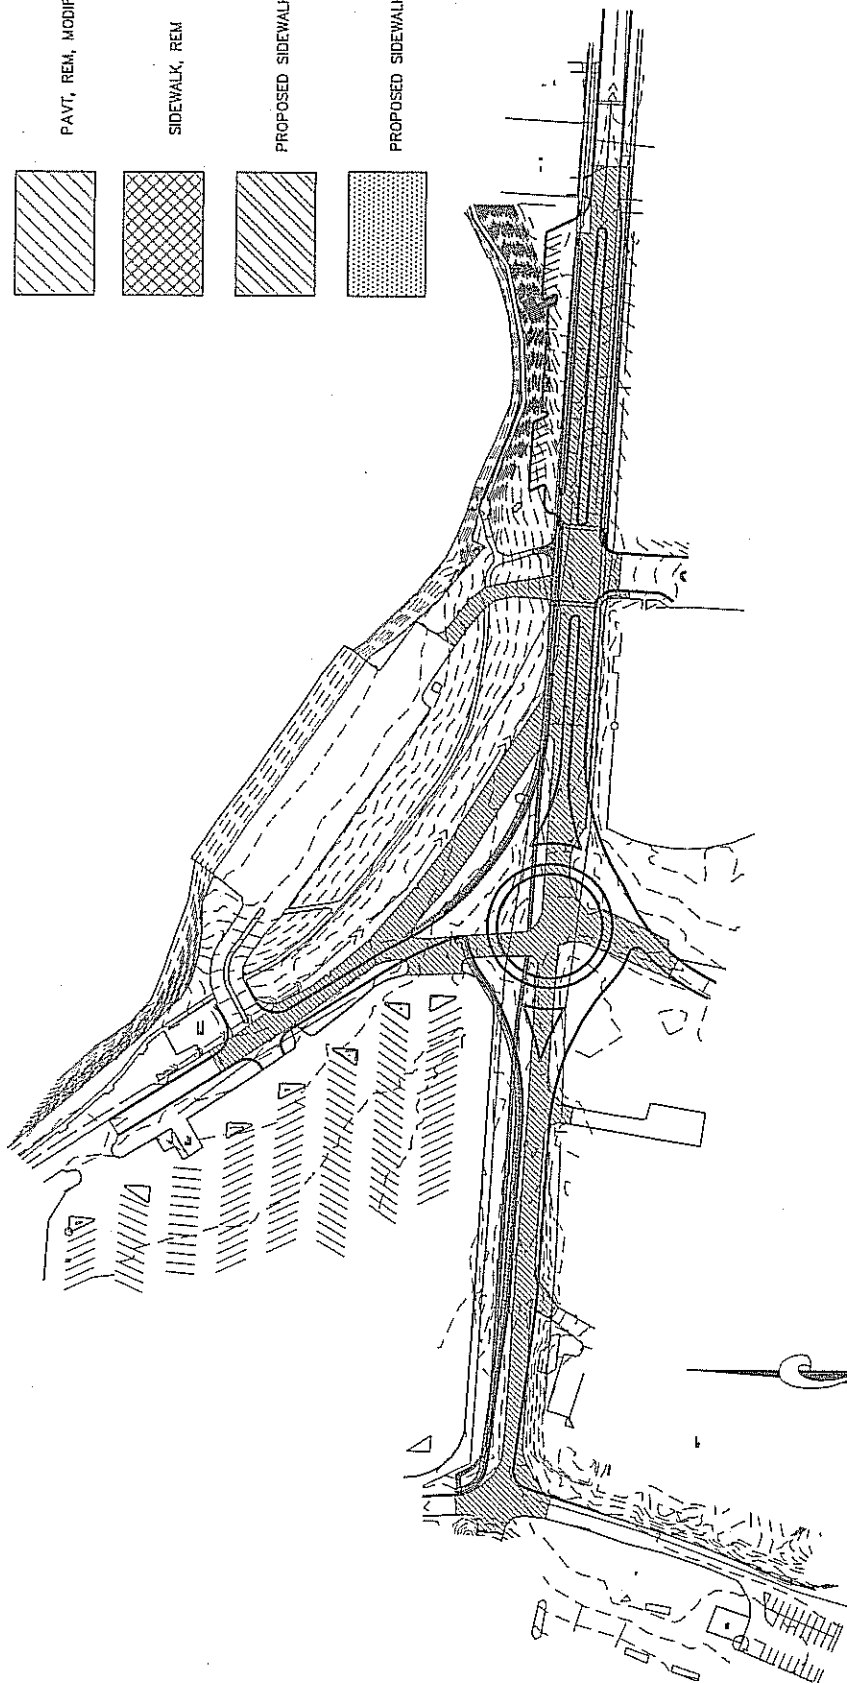 PAVT, REM, MODIF
SIDEWALK, REM
PROPOSED SIDEWALK
PROPOSED SIDEWALK